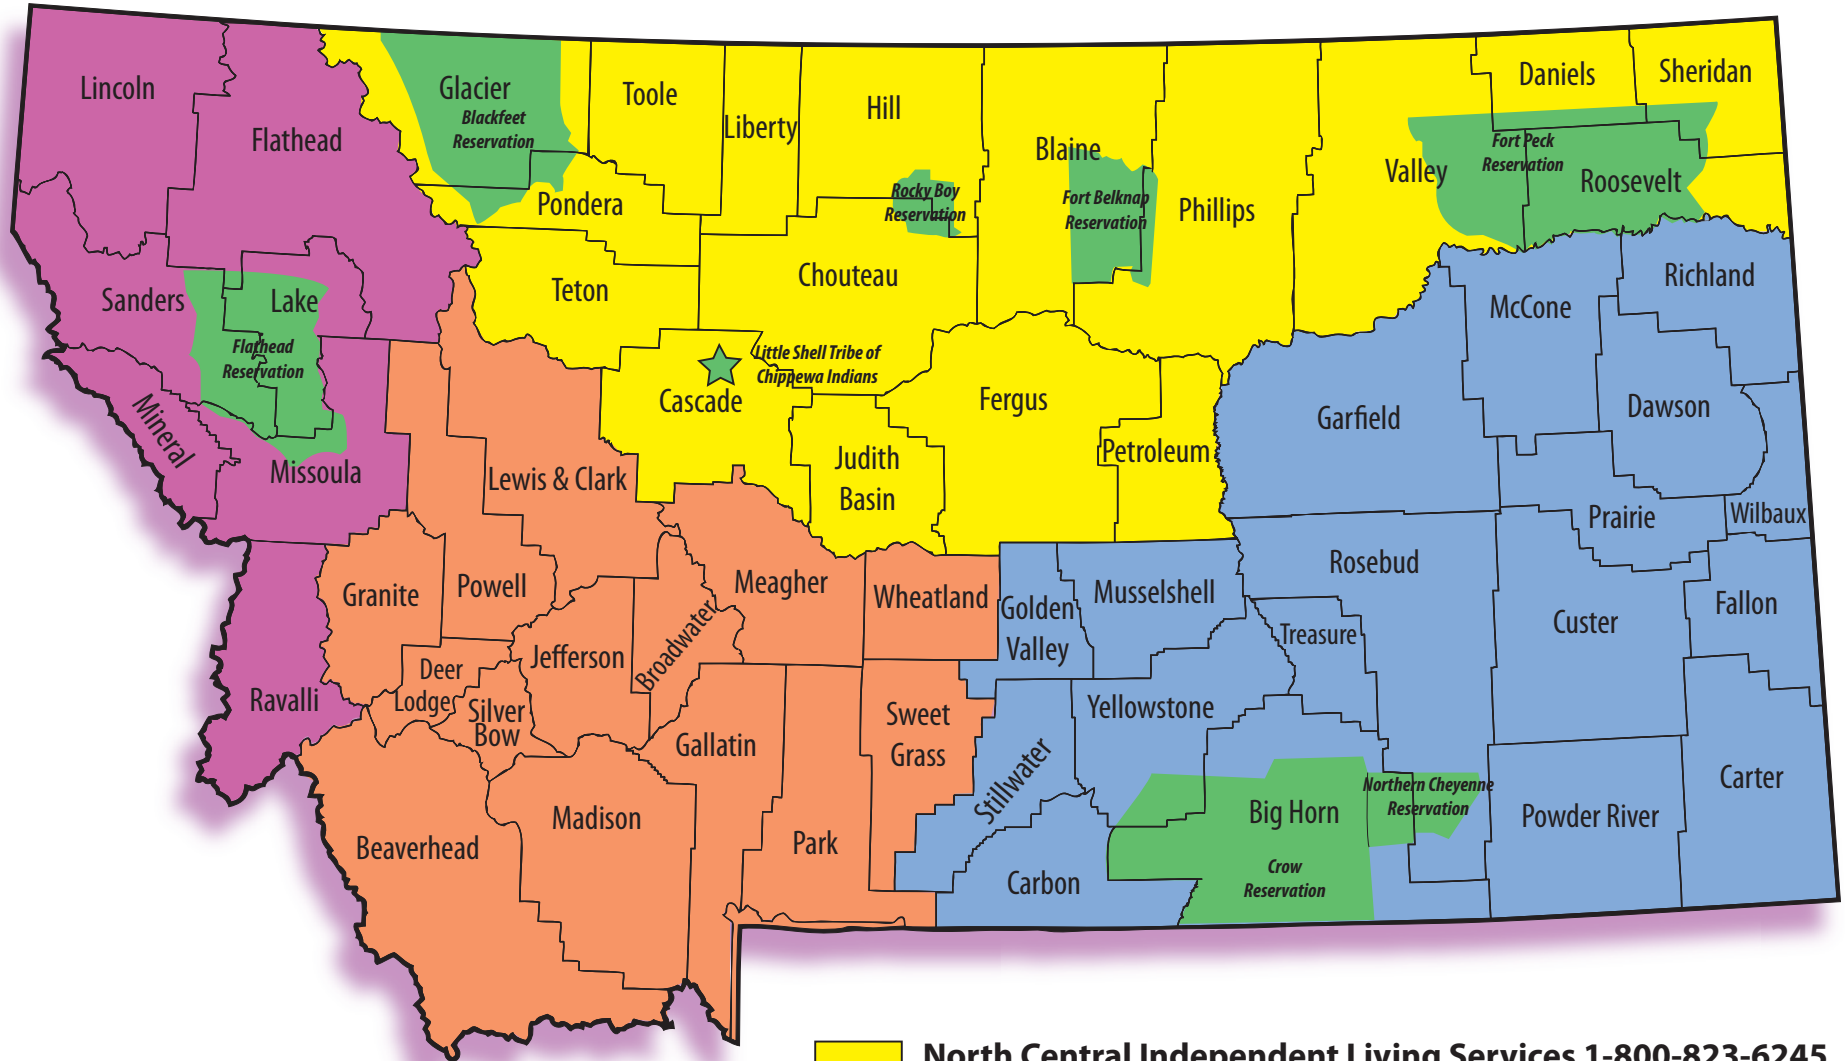 Lincoln
Flathead
Glacier
Blackfeet
Reservation
Toole
Liberty
Hill
Blaine
Phillips
Valley
Daniels
Sheridan
Fort Peck
Reservation
Roosevelt
Pondera
Rocky Boy
Reservation
Fort Belknap
Reservation
Sanders
Lake
Flathead
Reservation
Teton
Chouteau
McCone
Richland
Little Shell Tribe of
Chippewa Indians
Cascade
Fergus
Petroleum
Garfield
Dawson
Mineral
Missoula
Lewis & Clark
Judith
Basin
Prairie
Wilbaux
Granite
Powell
Meagher
Wheatland
Golden
Valley
Musselshell
Rosebud
Treasure
Custer
Fallon
Ravalli
Deer
Lodge
Silver
Bow
Jefferson
Broadwater
Gallatin
Sweet
Grass
Stillwater
Yellowstone
Beaverhead
Madison
Park
Carbon
Big Horn
Crow
Reservation
Northern Cheyenne
Reservation
Powder River
Carter
North Central Independent Living Services 1-800-823-6245